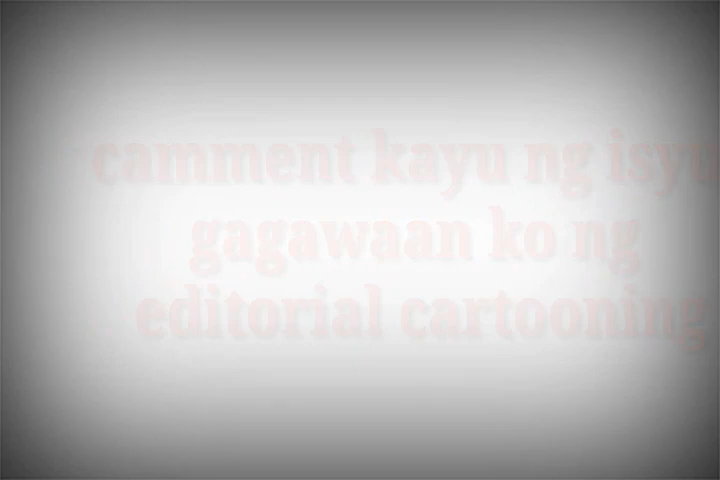 camment kayu ng isyu
gagawaan ko ng
editorial cartooning